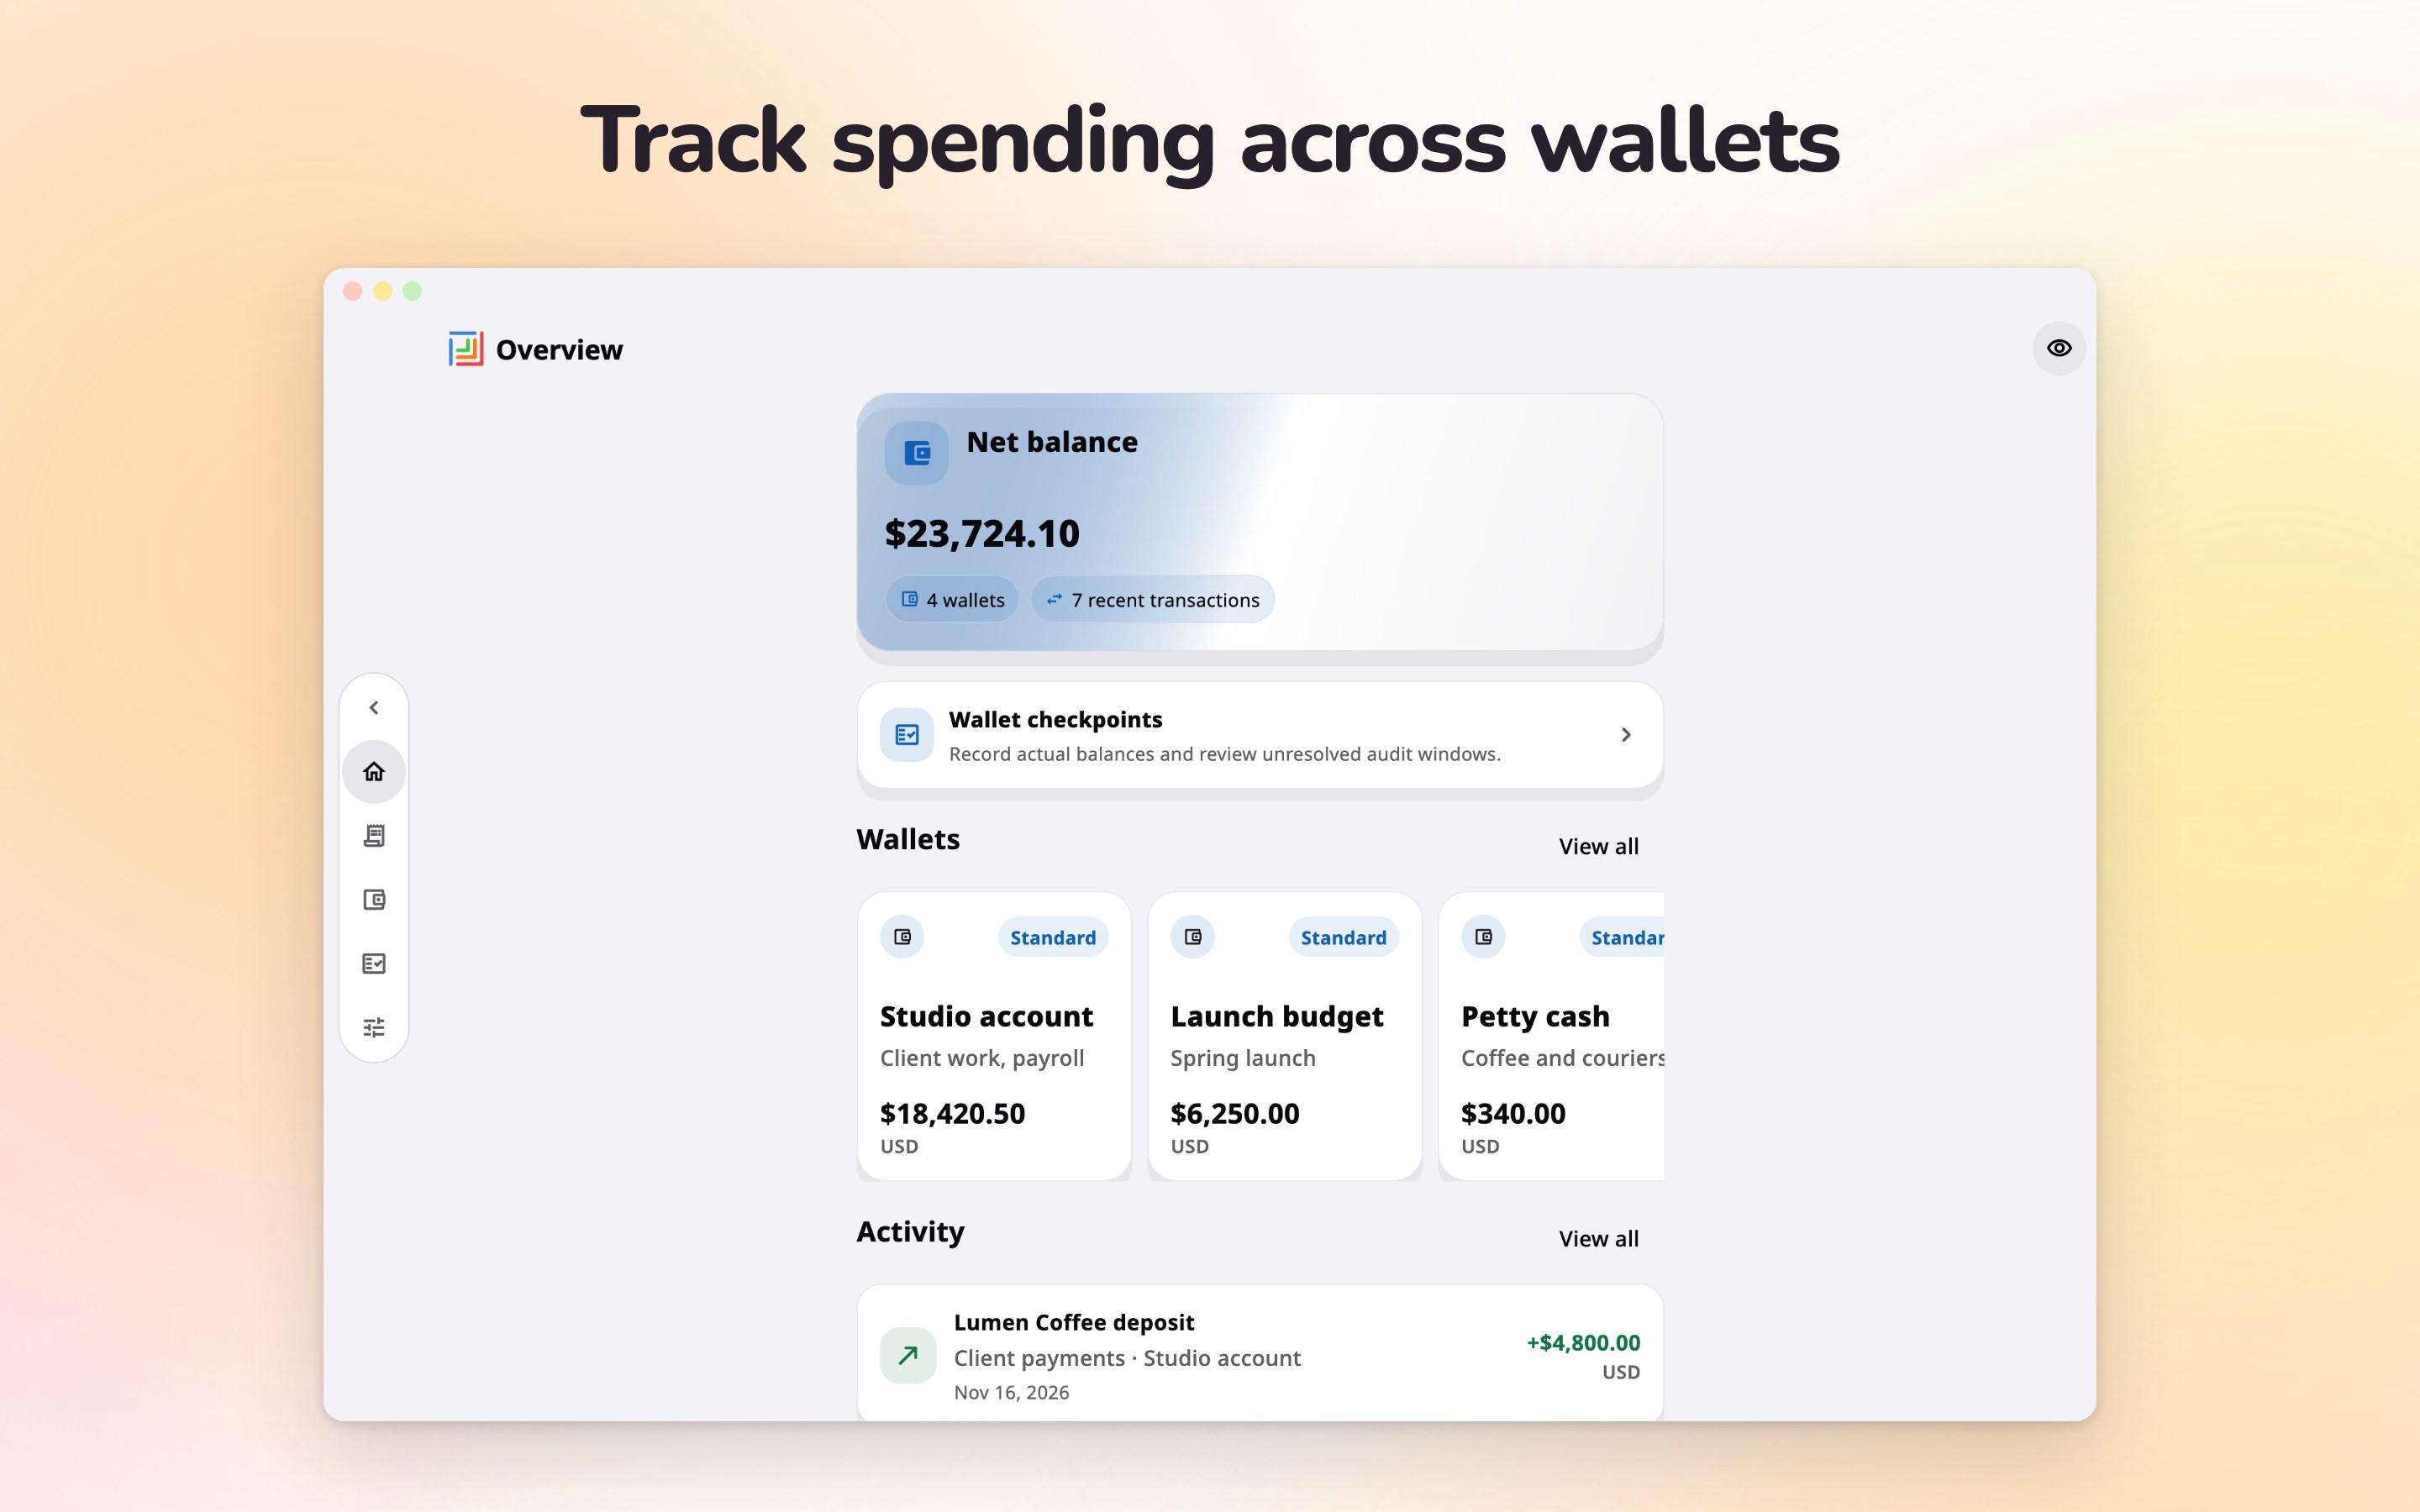 Track spending across wallets
Overview
Net balance
$23,724.10
4 wallets
7 recent transactions
Wallet checkpoints
Record actual balances and review unresolved audit windows.
Wallets
View all
Standard
Studio account
Client work, payroll
$18,420.50
USD
Standard
Launch budget
Spring launch
$6,250.00
USD
Standar
Petty cash
Coffee and couriers
$340.00
USD
Activity
View all
Lumen Coffee deposit
Client payments · Studio account
Nov 16, 2026
+$4,800.00
USD